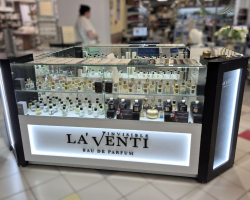 INVISIBLE
LA' VENTI
EAU DE PARFUM